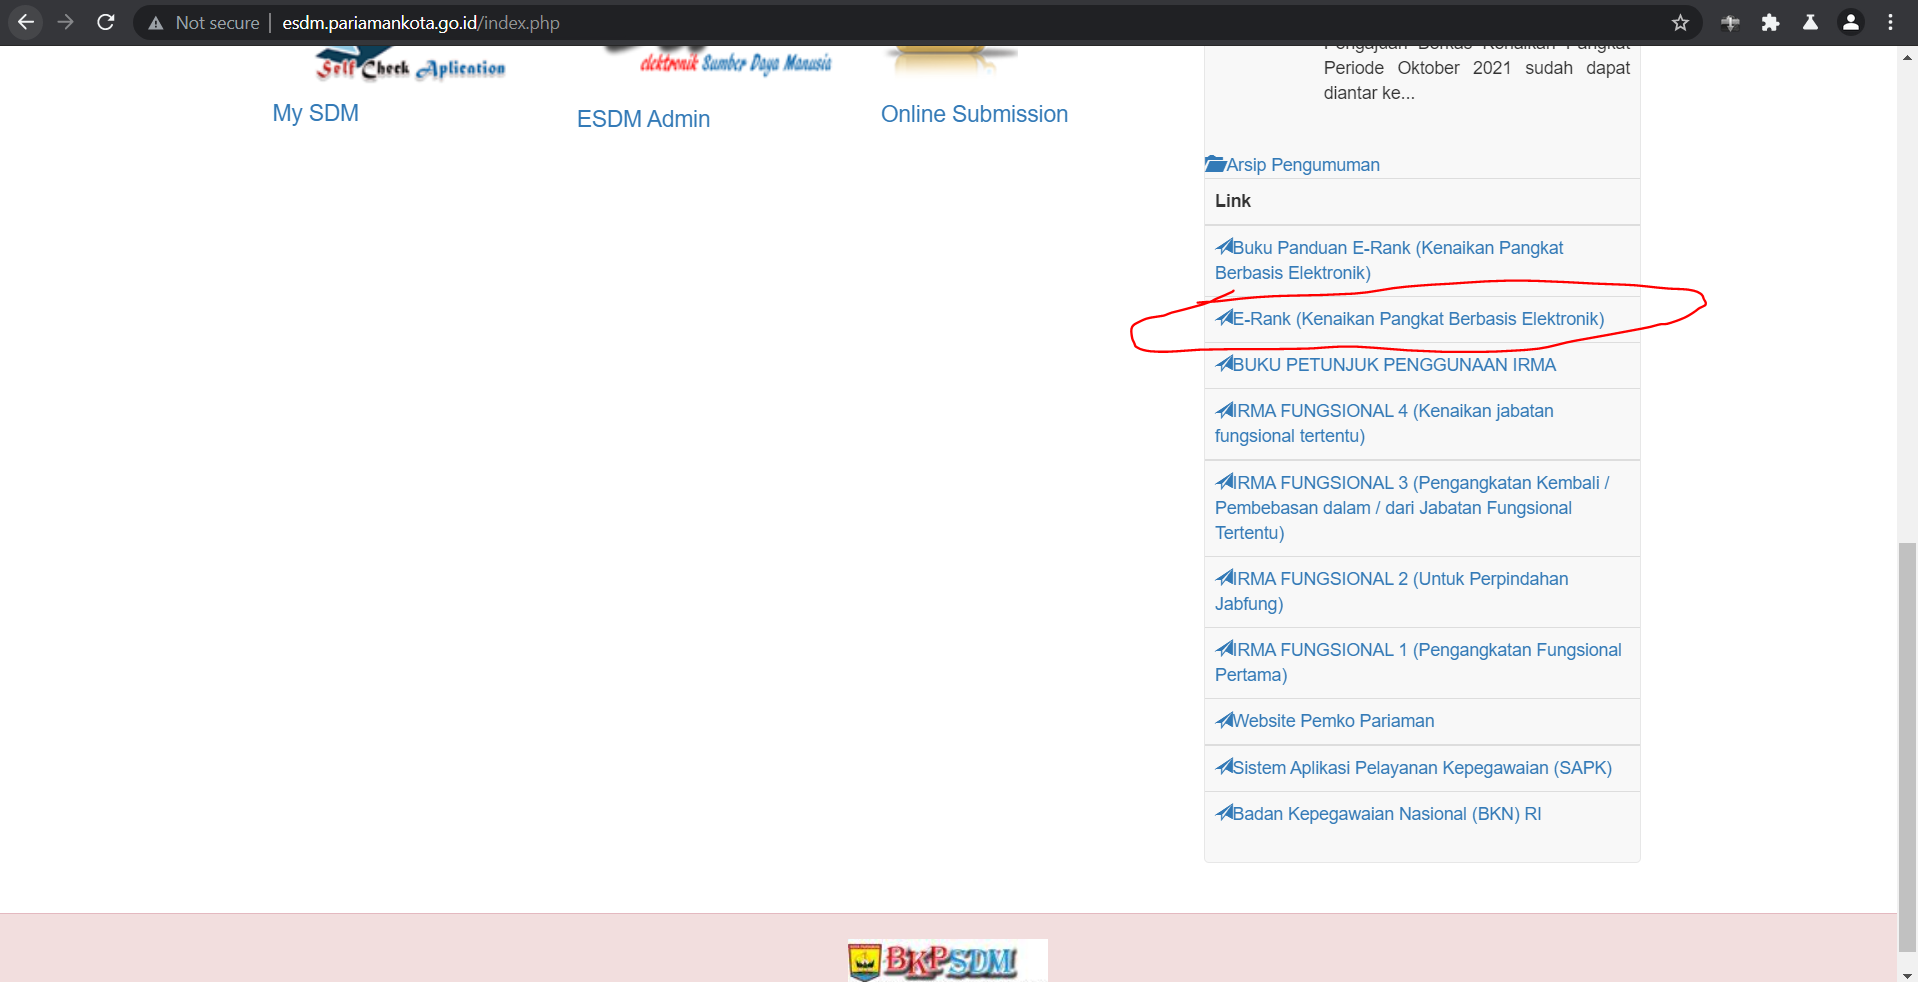 Not secure
esdm.pariamankota.go.id/index.php
Self Check Aplication
elektronik Sumber Daya Manusia
My SDM
ESDM Admin
Online Submission
Pengajuan Berkas Kenaikan Pangkat
Periode Oktober 2021 sudah dapat
diantar ke...
Arsip Pengumuman
Link
Buku Panduan E-Rank (Kenaikan Pangkat
Berbasis Elektronik)
E-Rank (Kenaikan Pangkat Berbasis Elektronik)
BUKU PETUNJUK PENGGUNAAN IRMA
IRMA FUNGSIONAL 4 (Kenaikan jabatan
fungsional tertentu)
IRMA FUNGSIONAL 3 (Pengangkatan Kembali /
Pembebasan dalam / dari Jabatan Fungsional
Tertentu)
IRMA FUNGSIONAL 2 (Untuk Perpindahan
Jabfung)
IRMA FUNGSIONAL 1 (Pengangkatan Fungsional
Pertama)
Website Pemko Pariaman
Sistem Aplikasi Pelayanan Kepegawaian (SAPK)
Badan Kepegawaian Nasional (BKN) RI
BKPSDM